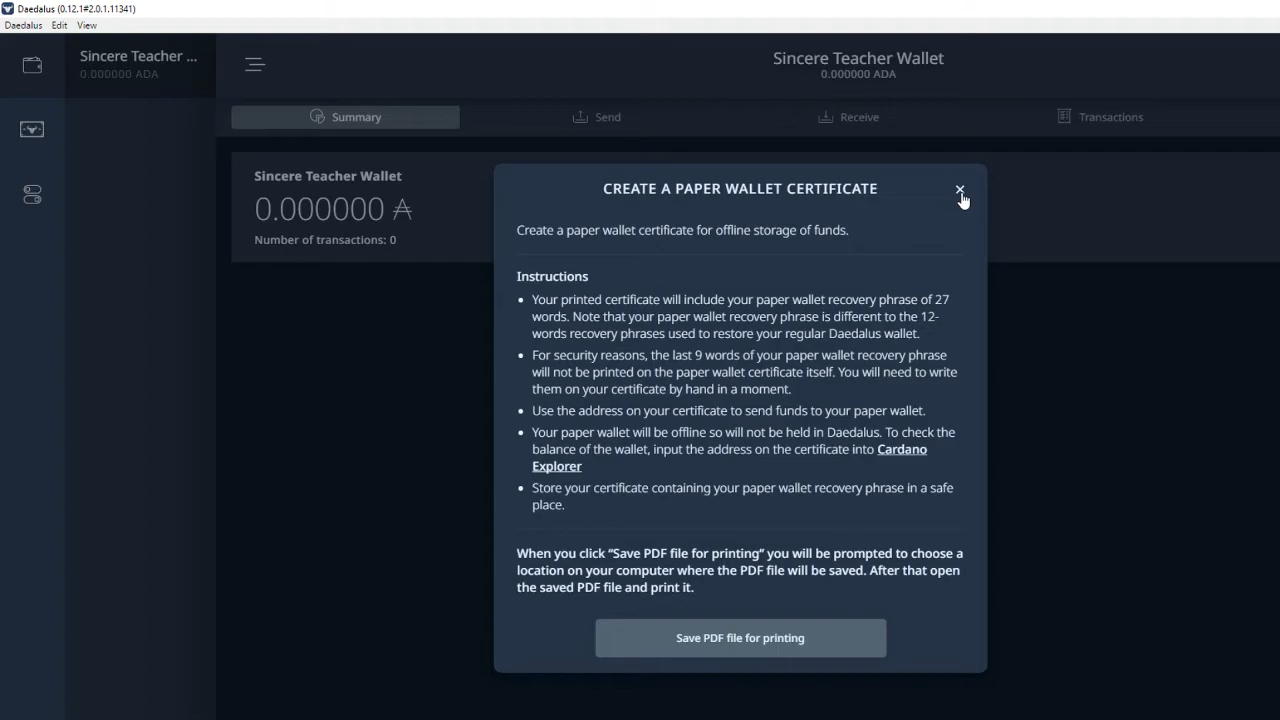 Daedalus (0.12.1#2.0.1.11341)
Daedalus Edit View
Sincere Teacher ...
0.000000 ADA
Sincere Teacher Wallet
0.000000 ADA
Summary
Send
Receive
Transactions
Sincere Teacher Wallet
0.000000 ₳
Number of transactions: 0
CREATE A PAPER WALLET CERTIFICATE
Create a paper wallet certificate for offline storage of funds.
Instructions
• Your printed certificate will include your paper wallet recovery phrase of 27
words. Note that your paper wallet recovery phrase is different to the 12-
words recovery phrases used to restore your regular Daedalus wallet.
• For security reasons, the last 9 words of your paper wallet recovery phrase
will not be printed on the paper wallet certificate itself. You will need to write
them on your certificate by hand in a moment.
• Use the address on your certificate to send funds to your paper wallet.
• Your paper wallet will be offline so will not be held in Daedalus. To check the
balance of the wallet, input the address on the certificate into Cardano
Explorer
• Store your certificate containing your paper wallet recovery phrase in a safe
place.
When you click “Save PDF file for printing” you will be prompted to choose a
location on your computer where the PDF file will be saved. After that open
the saved PDF file and print it.
Save PDF file for printing